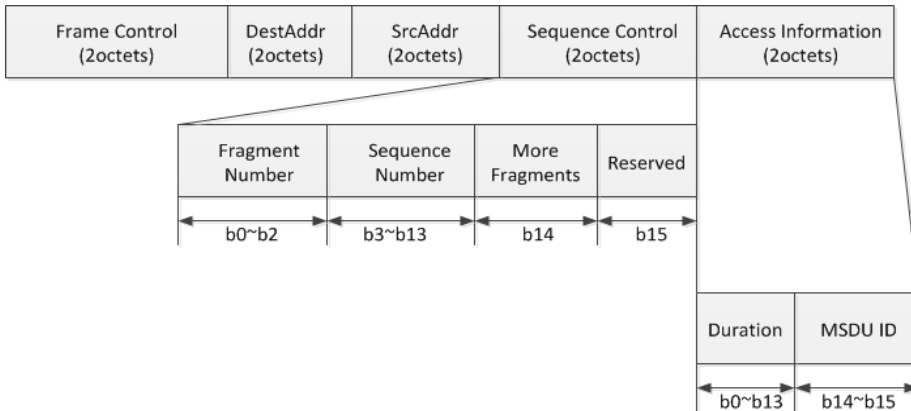 Frame Control
(2octets)
DestAddr
(2octets)
SrcAddr
(2octets)
Sequence Control
(2octets)
Access Information
(2octets)
Fragment
Number
Sequence
Number
More
Fragments
Reserved
b0~b2
b3~b13
b14
b15
Duration
MSDU ID
b0~b13
b14~b15